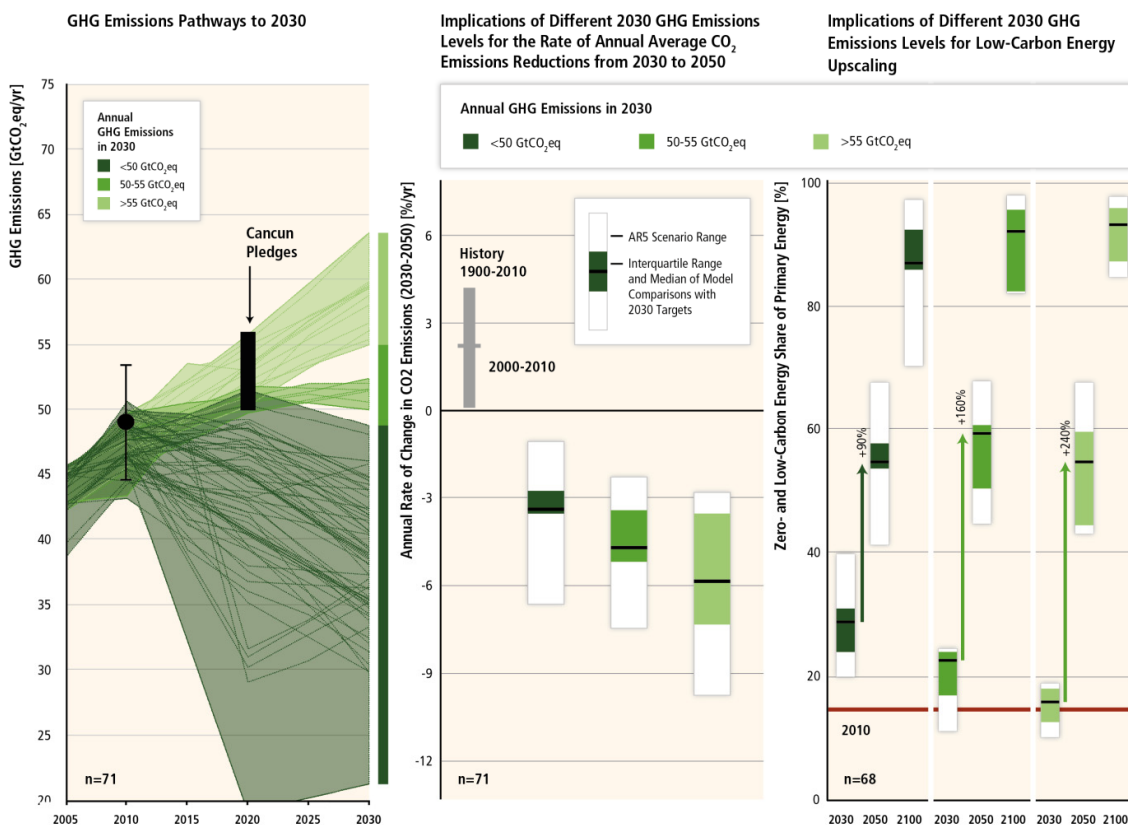 GHG Emissions Pathways to 2030
GHG Emissions [GtCO₂eq/yr]
75
70
65
60
55
50
45
40
35
30
25
20
Annual
GHG Emissions
in 2030
<50 GtCO₂eq
50-55 GtCO₂eq
>55 GtCO₂eq
Cancun
Pledges
n=71
2005 2010 2015 2020 2025 2030
Implications of Different 2030 GHG Emissions
Levels for the Rate of Annual Average CO₂
Emissions Reductions from 2030 to 2050
Implications of Different 2030 GHG
Emissions Levels for Low-Carbon Energy
Upscaling
Annual GHG Emissions in 2030
<50 GtCO₂eq 50-55 GtCO₂eq >55 GtCO₂eq
Annual Rate of Change in CO2 Emissions (2030-2050) [%/yr]
6
3
0
-3
-6
-9
-12
History
1900-2010
2000-2010
AR5 Scenario Range
Interquartile Range
and Median of Model
Comparisons with
2030 Targets
n=71
Zero- and Low-Carbon Energy Share of Primary Energy [%]
100
80
60
40
20
0
+90%
+160%
+240%
2010
n=68
2030 2050 2100 2030 2050 2100 2030 2050 2100